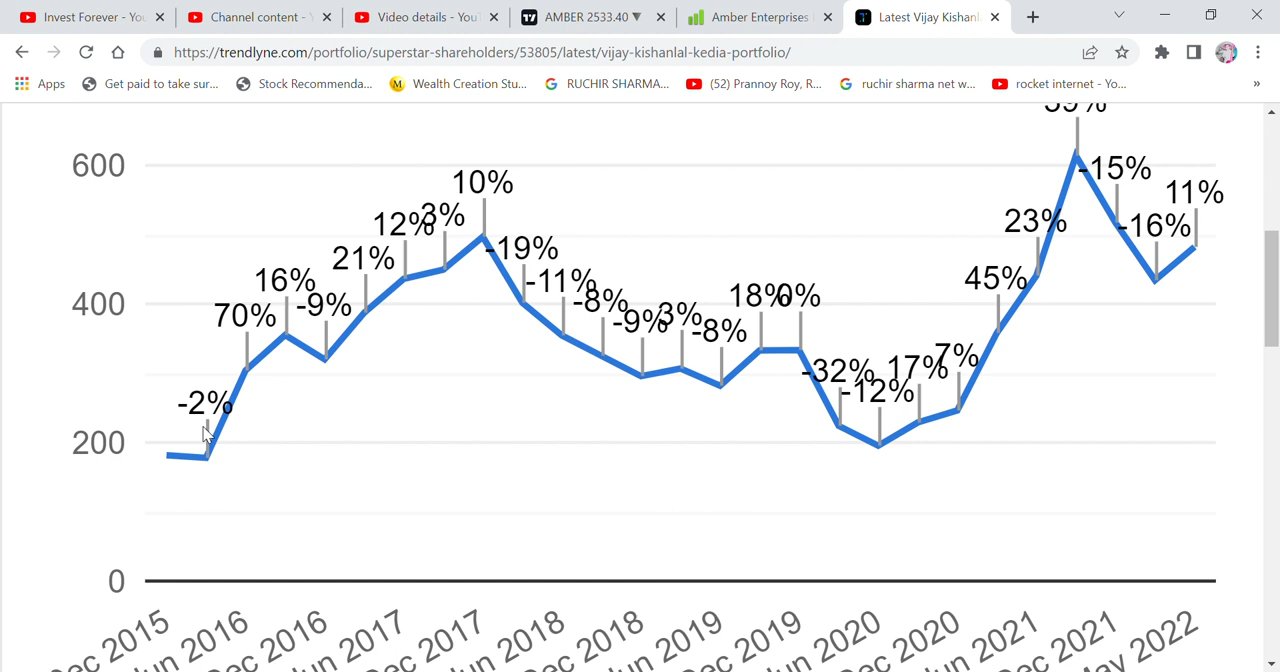 Invest Forever - You
Channel content - Y
Video details - YouT
AMBER 2533.40 ▼
Amber Enterprises
Latest Vijay Kishanl
https://trendlyne.com/portfolio/superstar-shareholders/53805/latest/vijay-kishanlal-kedia-portfolio/
Apps
Get paid to take sur...
Stock Recommenda...
Wealth Creation Stu...
RUCHIR SHARMA...
(52) Prannoy Roy, R...
ruchir sharma net w...
rocket internet - Yo...
»
600
400
200
0
-2%
70%
16%
-9%
21%
12%
3%
10%
-19%
-11%
-8%
-9%
3%
-8%
18%
0%
-32%
-12%
17%
7%
45%
23%
39%
-15%
-16%
11%
ec 2015
un 2016
Dec 2016
Jun 2017
Dec 2017
Jun 2018
Dec 2018
Jun 2019
Dec 2019
Jun 2020
Dec 2020
Jun 2021
Dec 2021
May 2022